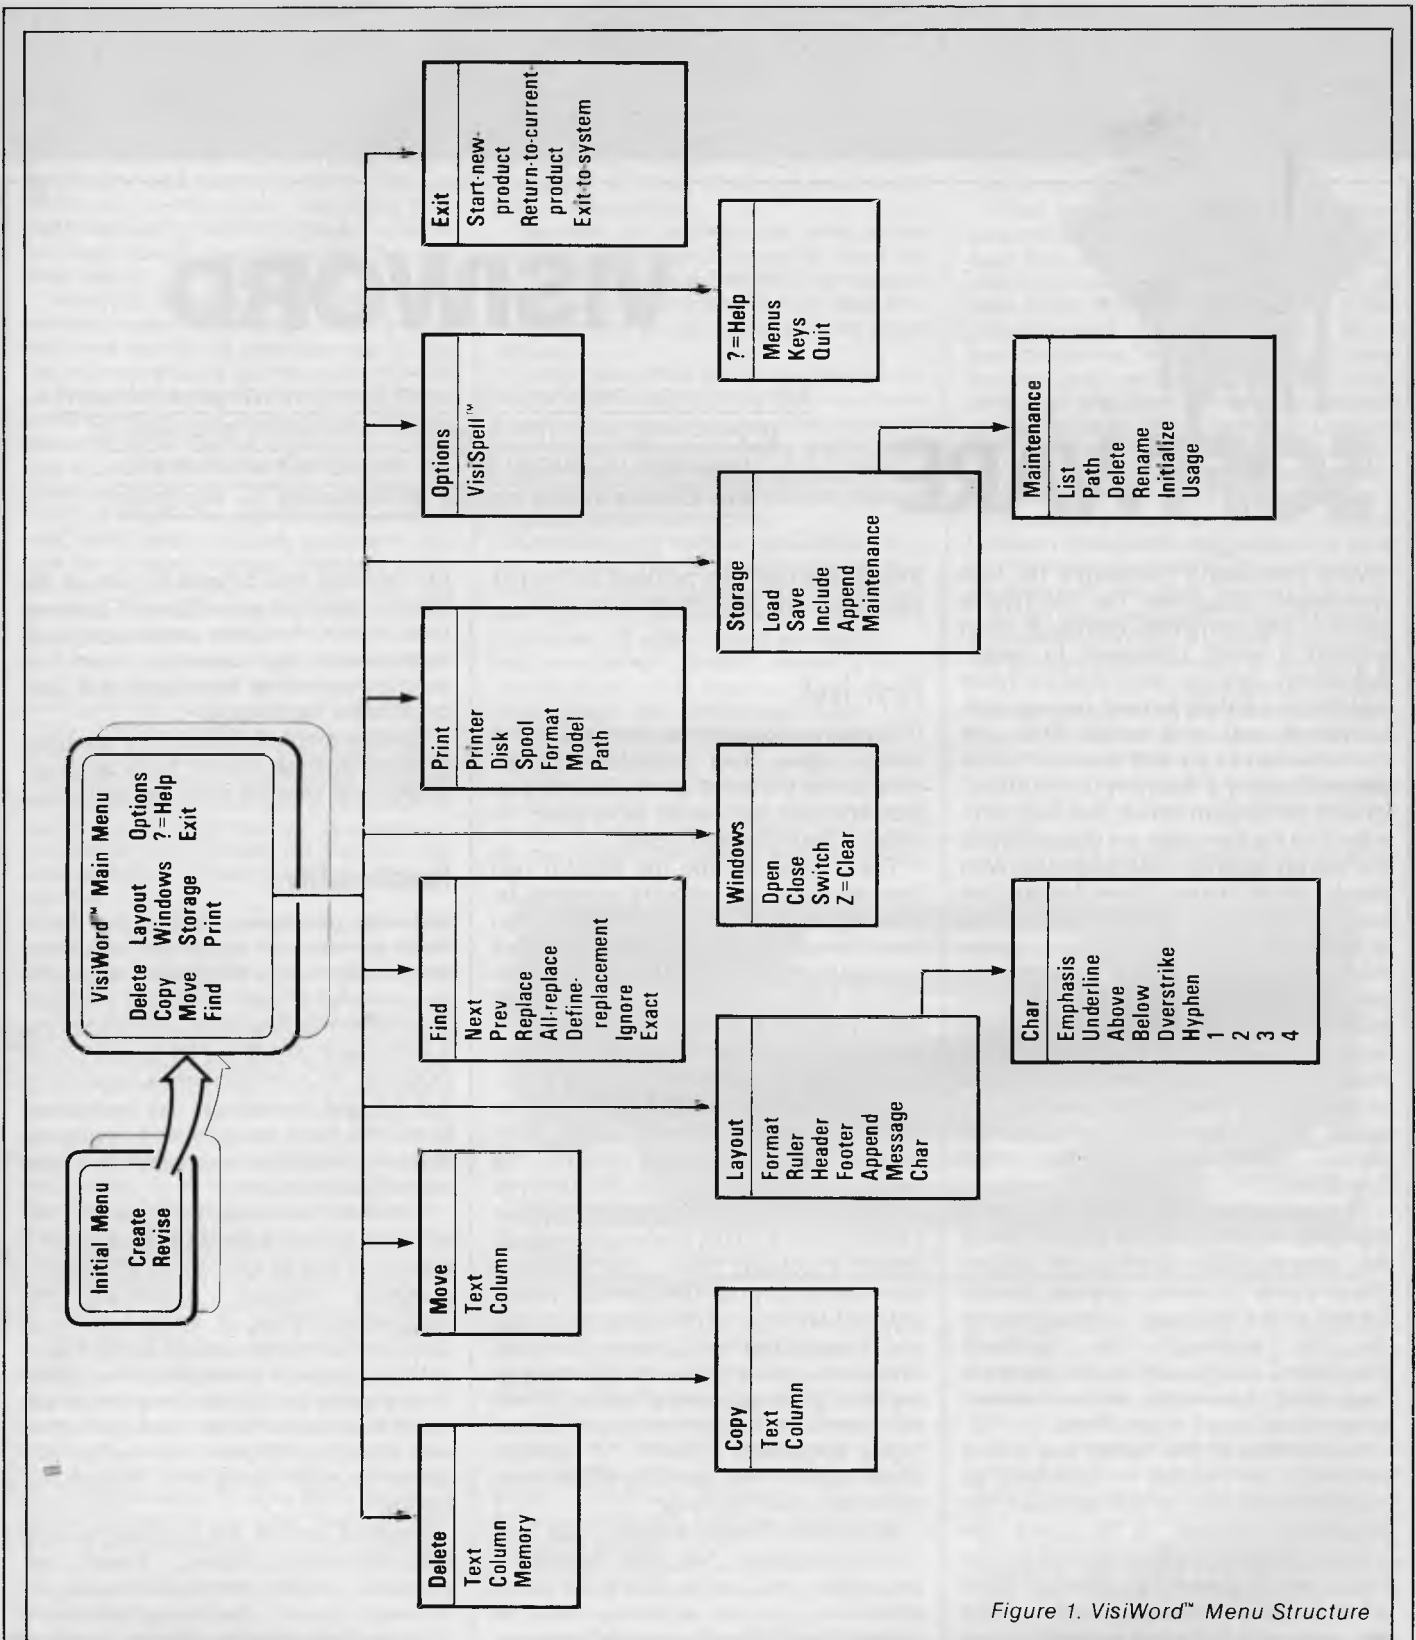 Initial Menu
Create
Revise
VisiWord™ Main Menu
Delete Layout Options
Copy Windows ?=Help
Move Storage Exit
Find Print
Delete
Text
Column
Memory
Copy
Text
Column
Move
Text
Column
Layout
Format
Ruler
Header
Footer
Append
Message
Char
Char
Emphasis
Underline
Above
Below
Overstrike
Hyphen
1
2
3
4
Find
Next
Prev
Replace
All-replace
Define-
replacement
Ignore
Exact
Windows
Open
Close
Switch
Z=Clear
Print
Printer
Disk
Spool
Format
Model
Path
Storage
Load
Save
Include
Append
Maintenance
Maintenance
List
Path
Delete
Rename
Initialize
Usage
Options
VisiSpell™
?=Help
Menus
Keys
Quit
Exit
Start-new-
product
Return-to-current-
product
Exit-to-system
Figure 1. VisiWord™ Menu Structure